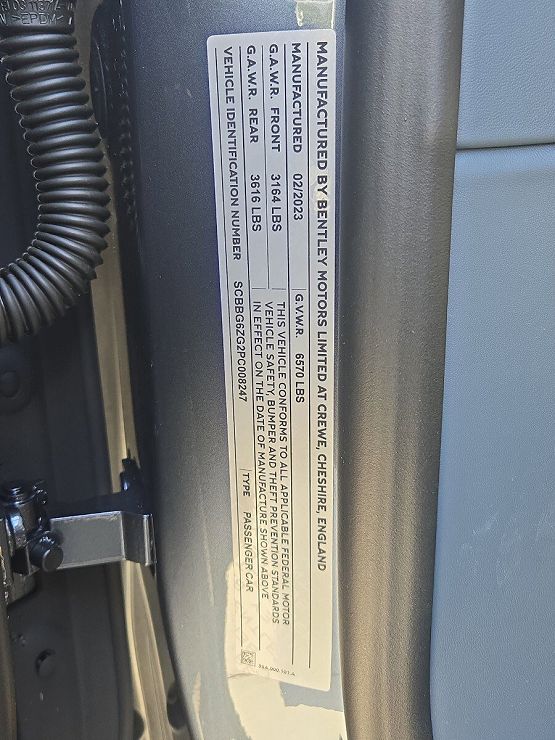 MANUFACTURED BY BENTLEY MOTORS LIMITED AT CREWE, CHESHIRE, ENGLAND
MANUFACTURED 02/2023 G.V.W.R. 6570 LBS
G.A.W.R. FRONT 3164 LBS
THIS VEHICLE CONFORMS TO ALL APPLICABLE FEDERAL MOTOR
VEHICLE SAFETY, BUMPER AND THEFT PREVENTION STANDARDS
IN EFFECT ON THE DATE OF MANUFACTURE SHOWN ABOVE
G.A.W.R. REAR 3616 LBS
VEHICLE IDENTIFICATION NUMBER SCBBG6ZG2PC008247 TYPE PASSENGER CAR
>EPDM<